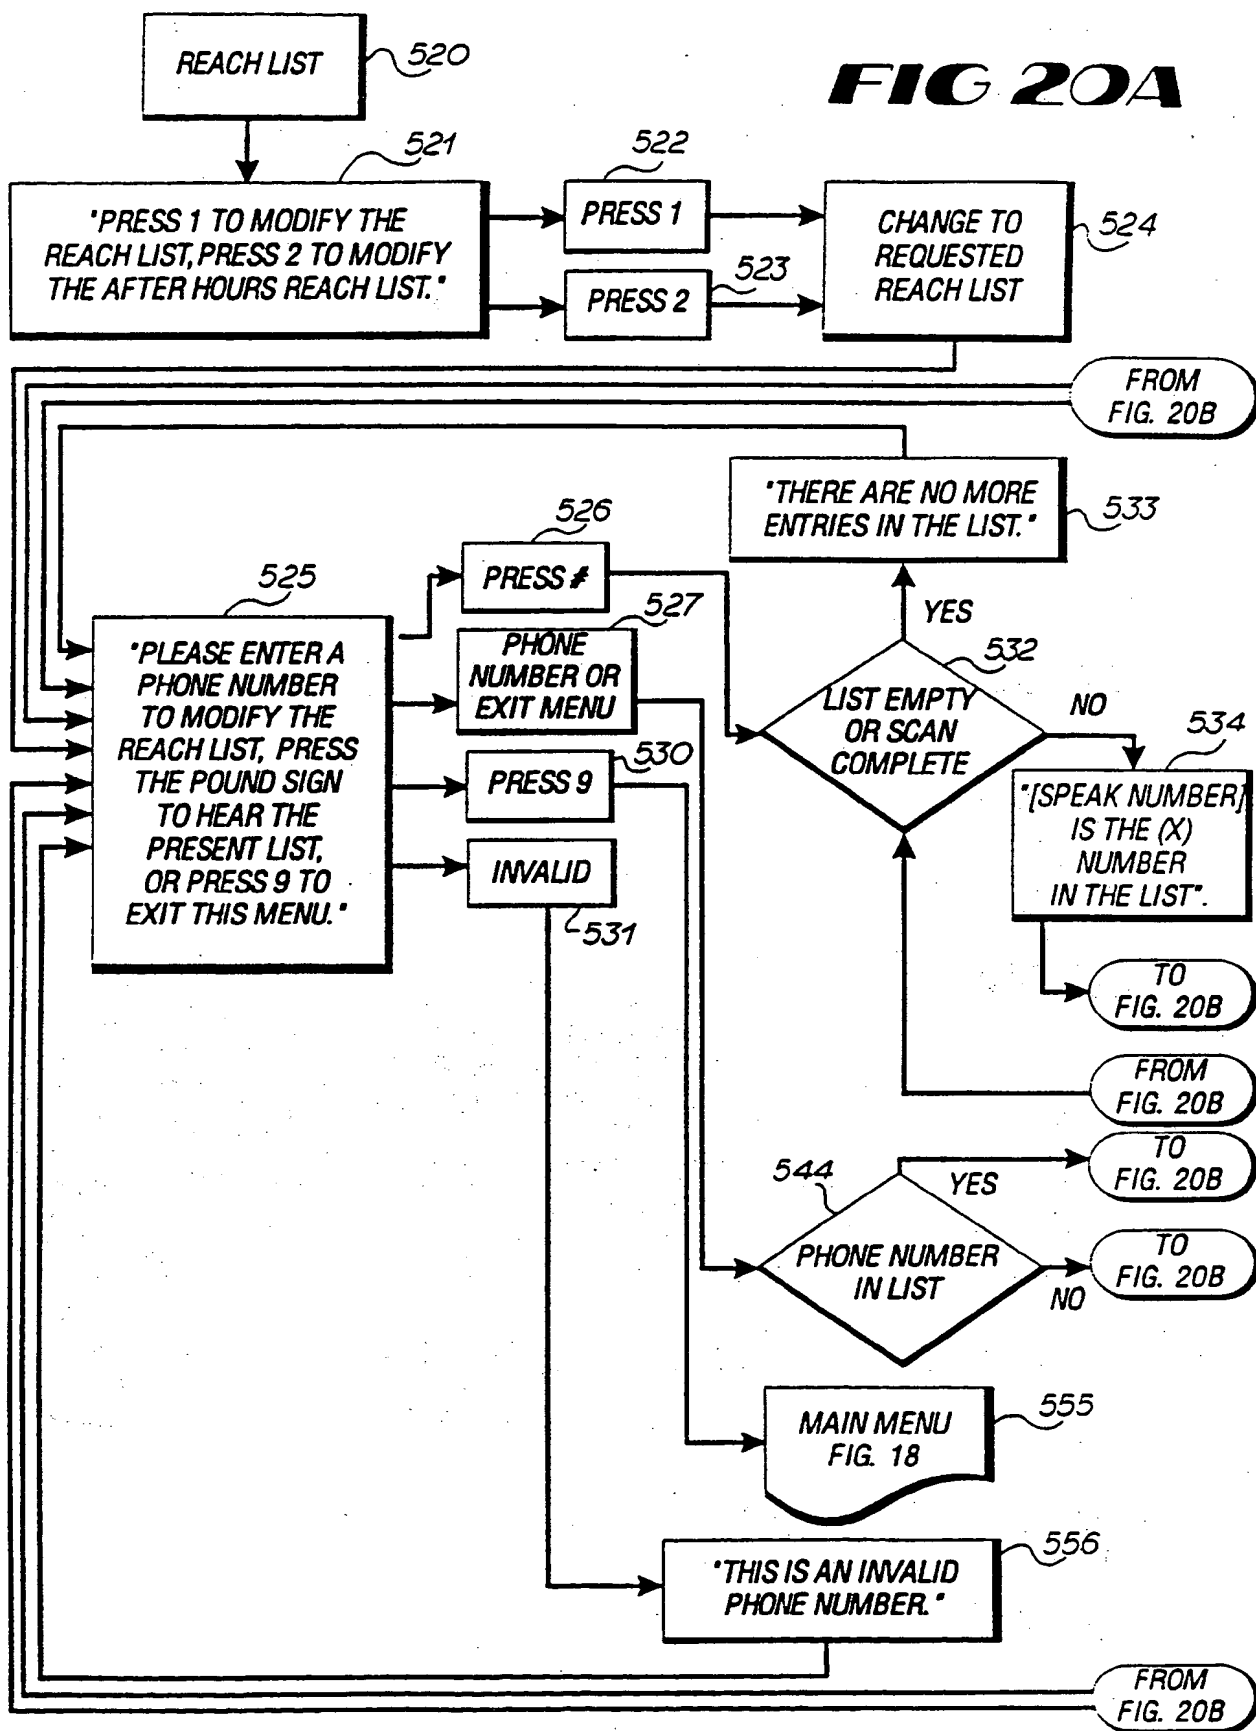 FIG 20A
REACH LIST
520
521
"PRESS 1 TO MODIFY THE
REACH LIST, PRESS 2 TO MODIFY
THE AFTER HOURS REACH LIST."
522
PRESS 1
523
PRESS 2
CHANGE TO
REQUESTED
REACH LIST
524
FROM
FIG. 20B
"THERE ARE NO MORE
ENTRIES IN THE LIST."
533
525
"PLEASE ENTER A
PHONE NUMBER
TO MODIFY THE
REACH LIST, PRESS
THE POUND SIGN
TO HEAR THE
PRESENT LIST,
OR PRESS 9 TO
EXIT THIS MENU."
526
PRESS #
527
PHONE
NUMBER OR
EXIT MENU
530
PRESS 9
INVALID
531
YES
532
LIST EMPTY
OR SCAN
COMPLETE
NO
534
"[SPEAK NUMBER]
IS THE (X)
NUMBER
IN THE LIST".
TO
FIG. 20B
FROM
FIG. 20B
TO
FIG. 20B
544
YES
PHONE NUMBER
IN LIST
TO
FIG. 20B
NO
MAIN MENU
FIG. 18
555
"THIS IS AN INVALID
PHONE NUMBER."
556
FROM
FIG. 20B